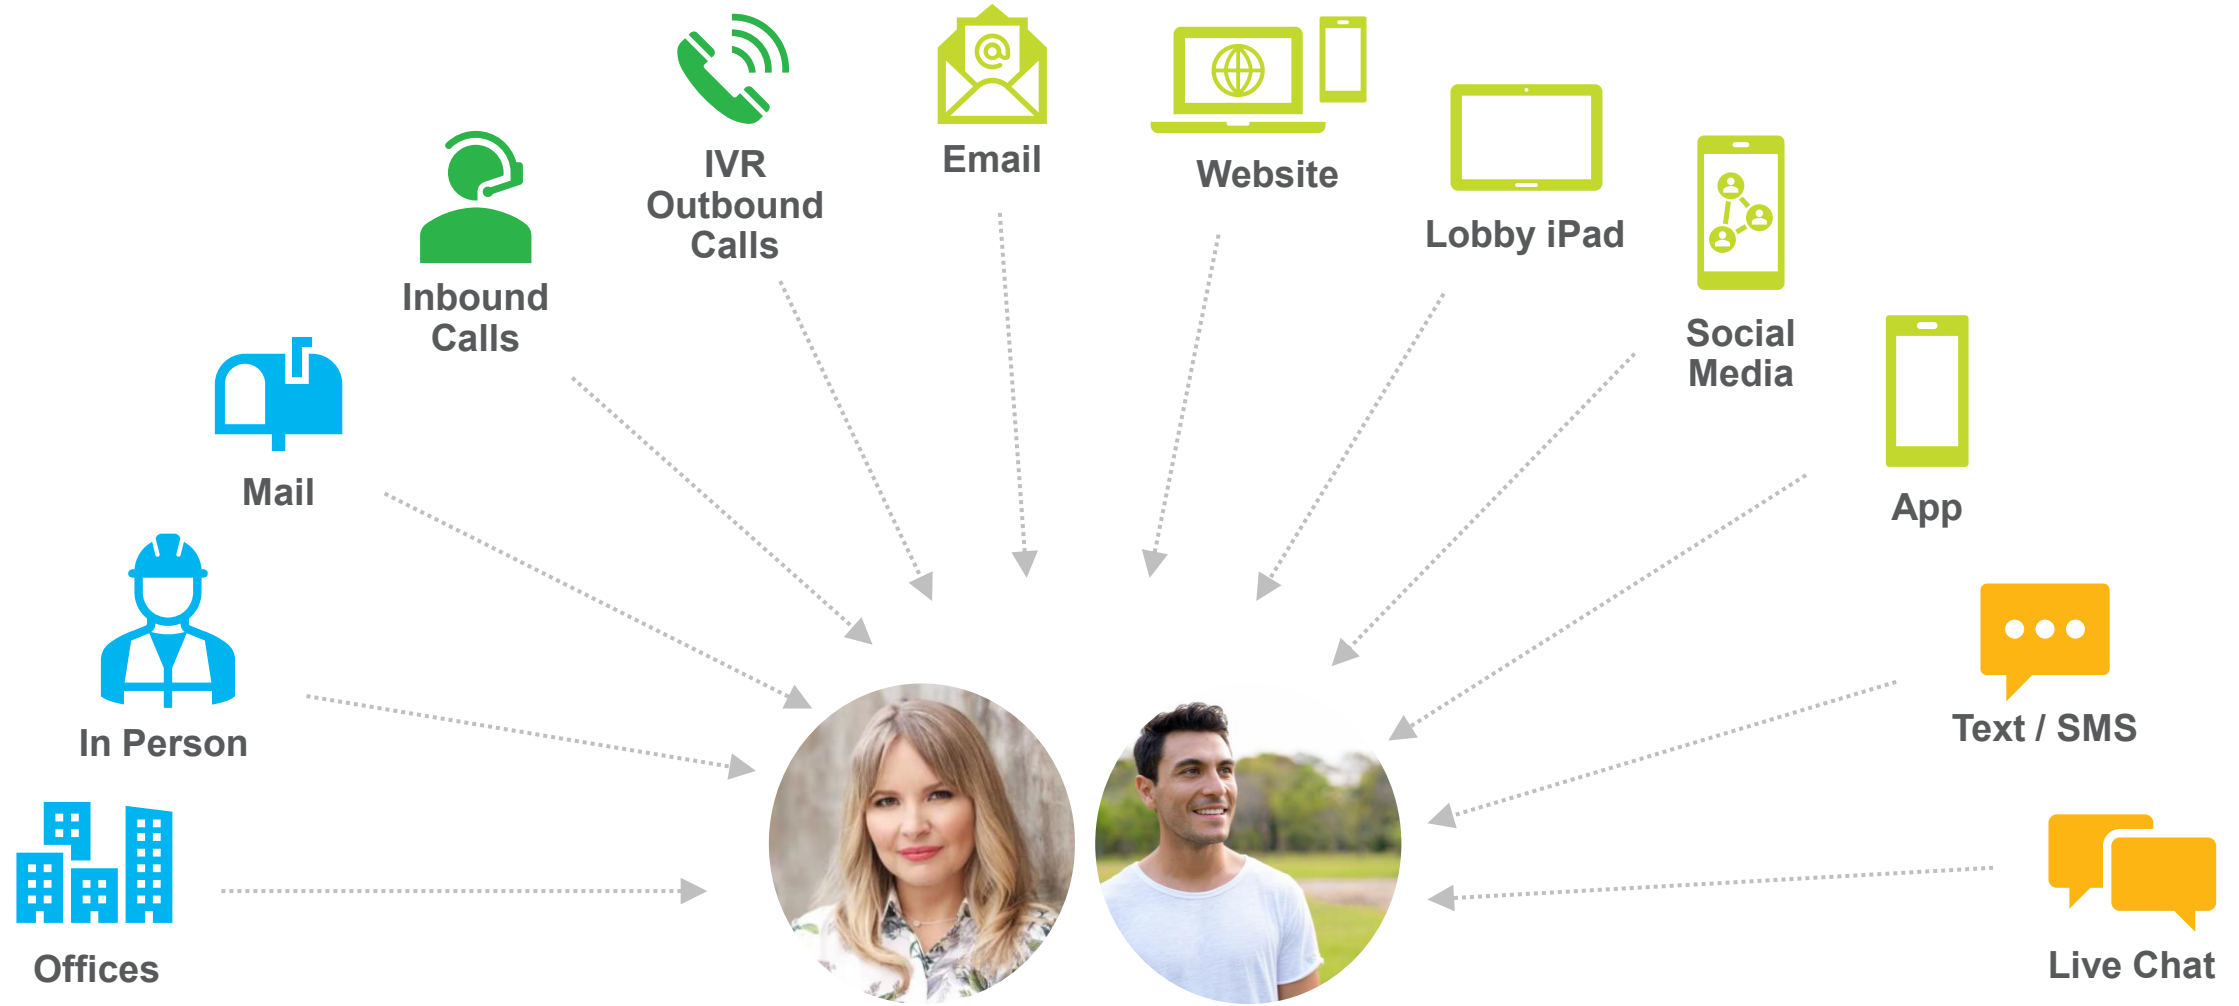 IVR
Outbound
Calls
Email
Website
Lobby iPad
Inbound
Calls
Social
Media
Mail
App
In Person
Text / SMS
Offices
Live Chat